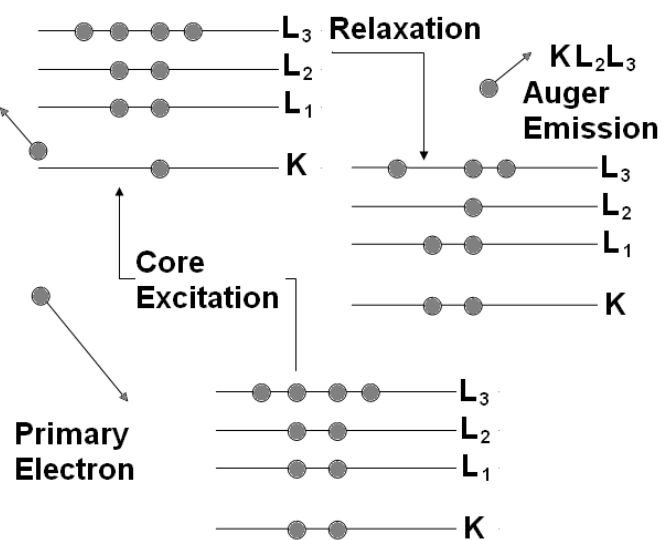 L₃ Relaxation
L₂
L₁
K
KL₂L₃
Auger
Emission
L₃
L₂
L₁
K
Core
Excitation
Primary
Electron
L₃
L₂
L₁
K